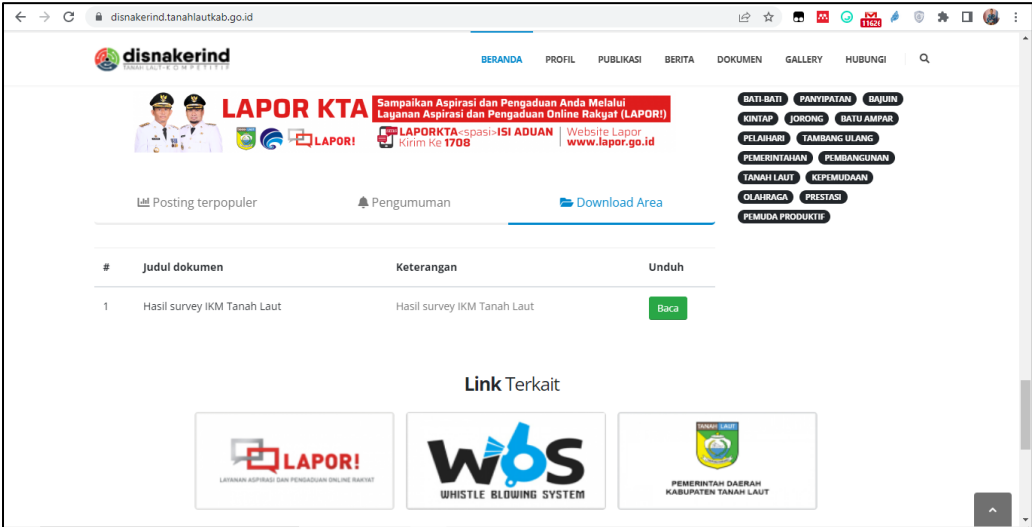 disnakerind.tanahlautkab.go.id
11626
disnakerind
TANAH LAUT-KOMPETITIF
BERANDA PROFIL PUBLIKASI BERITA DOKUMEN GALLERY HUBUNGI
LAPOR KTA
Sampaikan Aspirasi dan Pengaduan Anda Melalui
Layanan Aspirasi dan Pengaduan Online Rakyat (LAPOR!)
LAPOR!
LAPORKTA<spasi>ISI ADUAN
Kirim Ke 1708
Website Lapor
www.lapor.go.id
BATI-BATI PANYIPATAN BAJUIN
KINTAP JORONG BATU AMPAR
PELAIHARI TAMBANG ULANG
PEMERINTAHAN PEMBANGUNAN
TANAH LAUT KEPEMUDAAN
OLAHRAGA PRESTASI
PEMUDA PRODUKTIF
Posting terpopuler Pengumuman Download Area
# Judul dokumen Keterangan Unduh
1 Hasil survey IKM Tanah Laut Hasil survey IKM Tanah Laut Baca
Link Terkait
LAPOR!
LAYANAN ASPIRASI DAN PENGADUAN ONLINE RAKYAT
WBS
WHISTLE BLOWING SYSTEM
TANAH LAUT
PEMERINTAH DAERAH
KABUPATEN TANAH LAUT